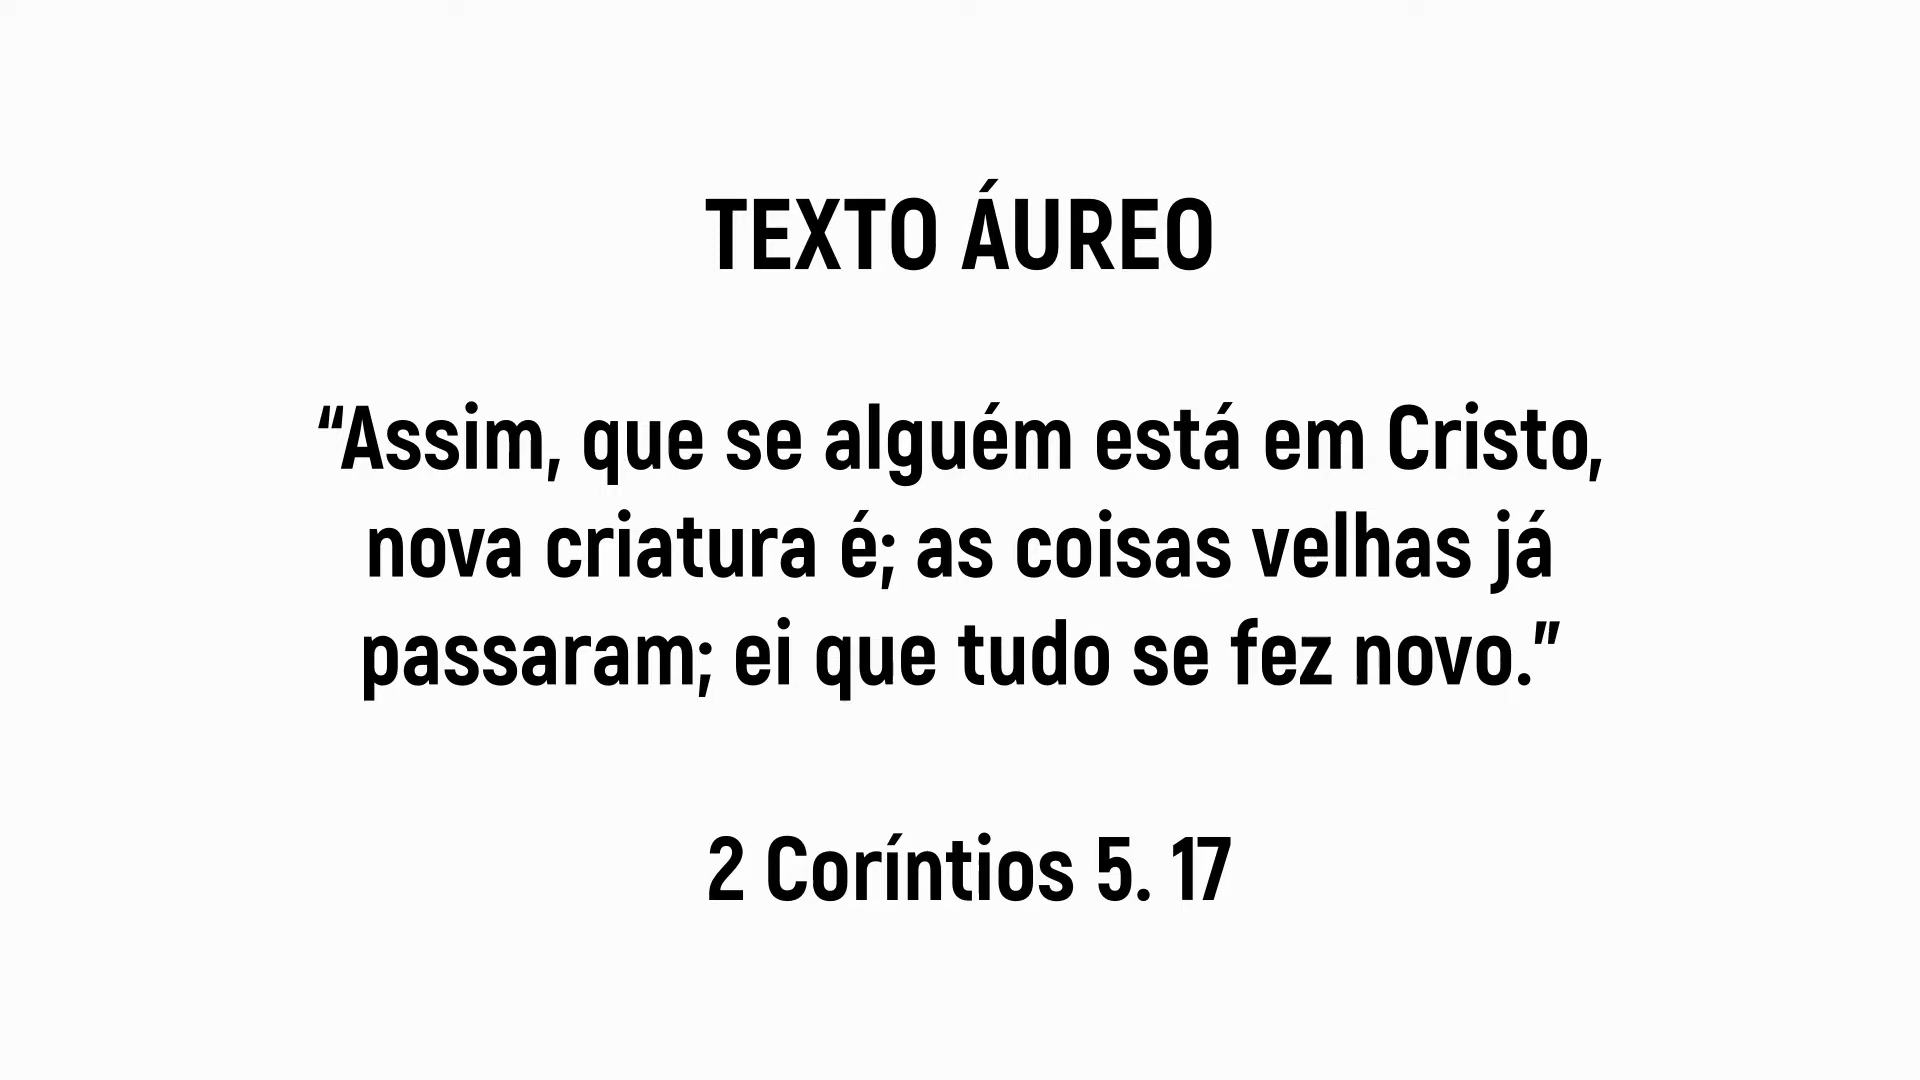 TEXTO ÁUREO
“Assim, que se alguém está em Cristo,
nova criatura é; as coisas velhas já
passaram; ei que tudo se fez novo.”
2 Coríntios 5. 17